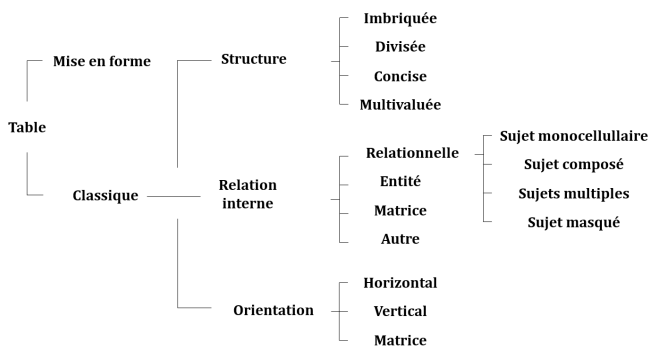 Table
Mise en forme
Classique
Structure
Imbriquée
Divisée
Concise
Multivaluée
Relation
interne
Relationnelle
Sujet monocellullaire
Sujet composé
Sujets multiples
Sujet masqué
Entité
Matrice
Autre
Orientation
Horizontal
Vertical
Matrice